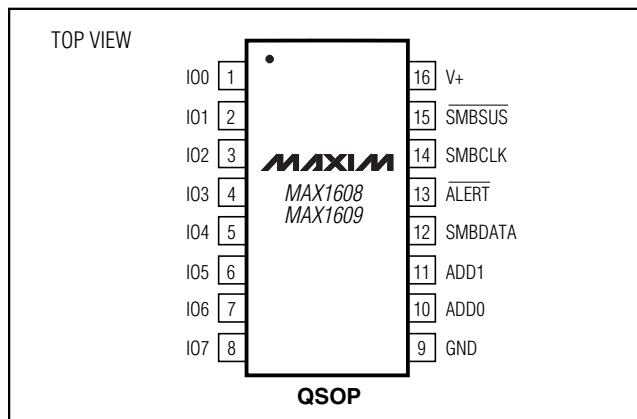 TOP VIEW
IO0 1 16 V+
IO1 2 15 SMBSUS
IO2 3 14 SMBCLK
IO3 4 13 ALERT
IO4 5 12 SMBDATA
IO5 6 11 ADD1
IO6 7 10 ADD0
IO7 8 9 GND
MAXIM
MAX1608
MAX1609
QSOP